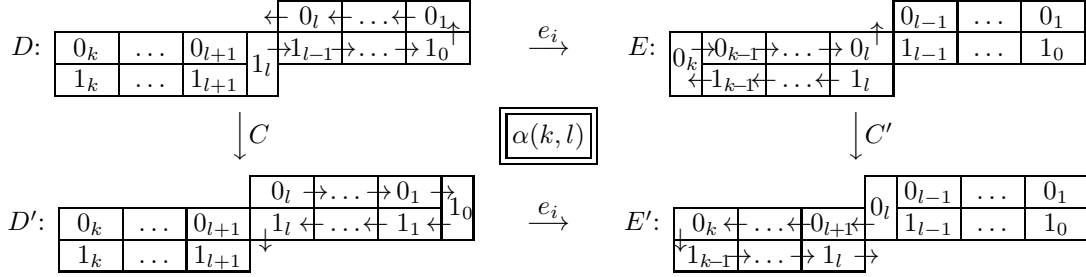 ← 0_l ← … ← 0_1
D: 0_k … 0_{l+1} 1_l → 1_{l-1} → … → 1_0 ↑
1_k … 1_{l+1}
e_i →
0_{l-1} … 0_1
E: 0_k → 0_{k-1} → … → 0_l ↑ 1_{l-1} … 1_0
← 1_{k-1} ← … ← 1_l
↓ C
α(k, l)
↓ C′
0_l → … → 0_1 →
D′: 0_k … 0_{l+1} 1_l ← … ← 1_1 ← 1_0
1_k … 1_{l+1} ↓
e_i →
0_{l-1} … 0_1
E′: 0_k ← … ← 0_{l+1} ← 0_l 1_{l-1} … 1_0
↓ 1_{k-1} → … → 1_l →